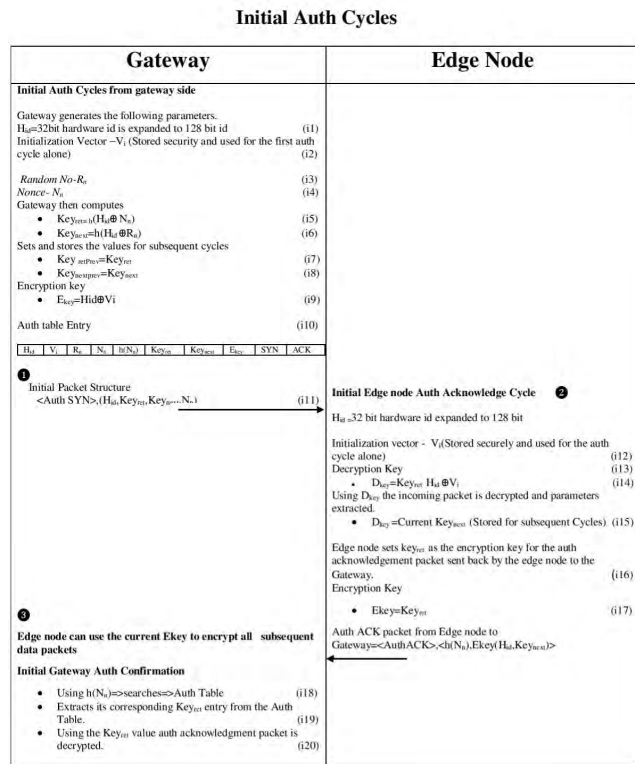 Initial Auth Cycles
Gateway
Initial Auth Cycles from gateway side
Gateway generates the following parameters.
Hid=32bit hardware id is expanded to 128 bit id (i1)
Initialization Vector –Vi (Stored security and used for the first auth
cycle alone) (i2)
Random No-Rn (i3)
Nonce- Nn (i4)
Gateway then computes
• Keyret= h(Hid⊕ Nn) (i5)
• Keynext=h(Hid ⊕Rn) (i6)
Sets and stores the values for subsequent cycles
• Key retPrev=Keyret (i7)
• Keynextprev=Keynext (i8)
Encryption key
• Ekey=Hid⊕Vi (i9)
Auth table Entry (i10)
Hid Vi Rn Nn h(Nn) Keyret Keynext Ekey SYN ACK
1
Initial Packet Structure
<Auth SYN>,(Hid,Keyret,Keynext,Nn) (i11)
Edge Node
Initial Edge node Auth Acknowledge Cycle 2
Hid =32 bit hardware id expanded to 128 bit
Initialization vector - Vi(Stored securely and used for the auth
cycle alone) (i12)
Decryption Key (i13)
• Dkey=Keyret Hid ⊕Vi (i14)
Using Dkey the incoming packet is decrypted and parameters
extracted.
• Dkey =Current Keynext (Stored for subsequent Cycles) (i15)
Edge node sets keyret as the encryption key for the auth
acknowledgement packet sent back by the edge node to the
Gateway. (i16)
Encryption Key
• Ekey=Keyret (i17)
Auth ACK packet from Edge node to
Gateway=<AuthACK>,<h(Nn),Ekey(Hid,Keynext)>
3
Edge node can use the current Ekey to encrypt all subsequent
data packets
Initial Gateway Auth Confirmation
• Using h(Nn)=>searches=>Auth Table (i18)
• Extracts its corresponding Keyret entry from the Auth
Table. (i19)
• Using the Keyret value auth acknowledgment packet is
decrypted. (i20)